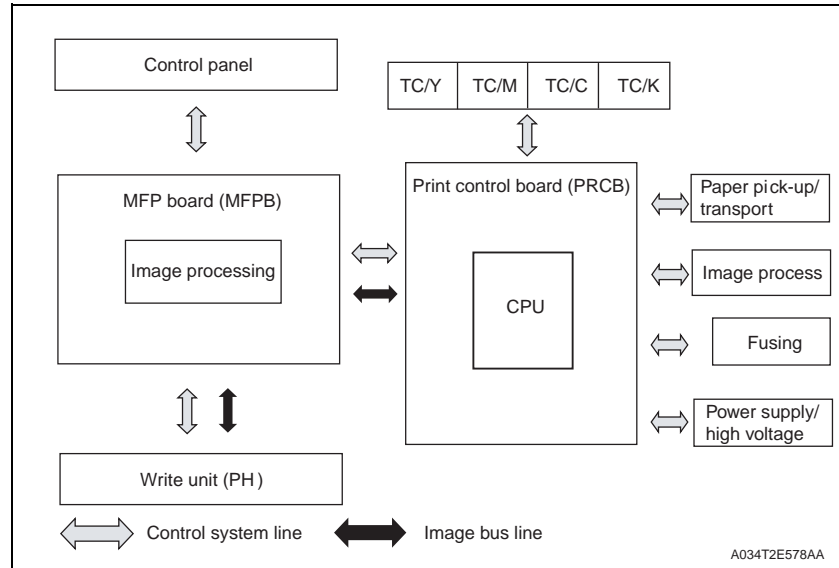 Control panel
TC/Y TC/M TC/C TC/K
MFP board (MFPB)
Image processing
Print control board (PRCB)
CPU
Paper pick-up/
transport
Image process
Fusing
Power supply/
high voltage
Write unit (PH)
Control system line
Image bus line
A034T2E578AA